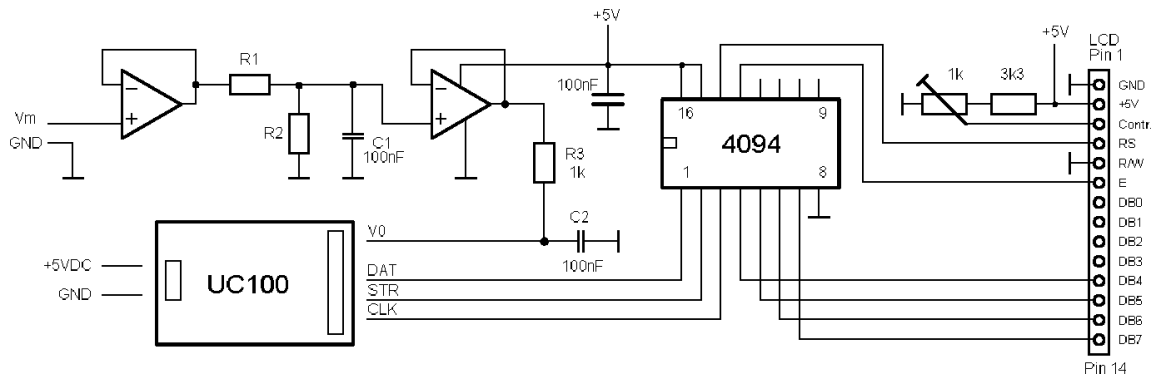 +5V
+5V
LCD
Pin 1
R1
1k
3k3
GND
100nF
+5V
16
9
Contr.
Vm
RS
GND
R2
C1
100nF
4094
R3
1k
R/W
1
8
E
DB0
C2
V0
DB1
DB2
100nF
+5VDC
UC100
DAT
DB3
DB4
GND
STR
DB5
CLK
DB6
DB7
Pin 14